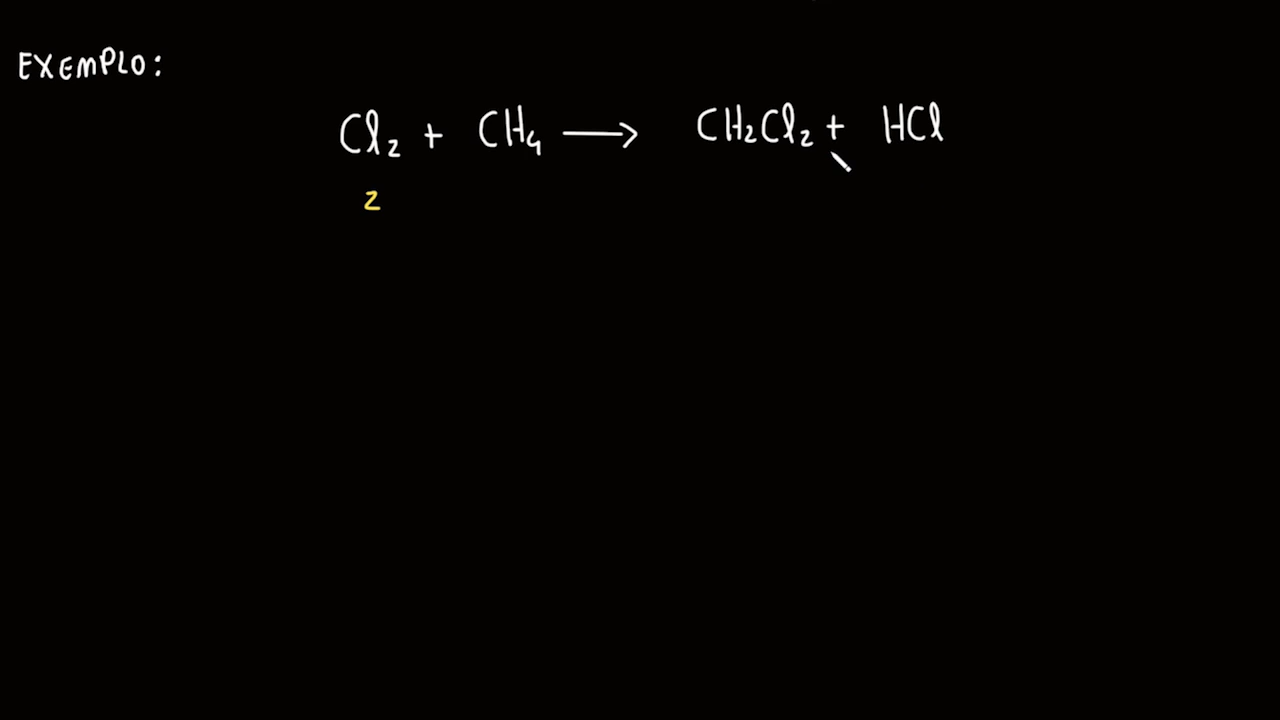 EXEMPLO:
Cl₂ + CH₄ ⟶ CH₂Cl₂ + HCl
2